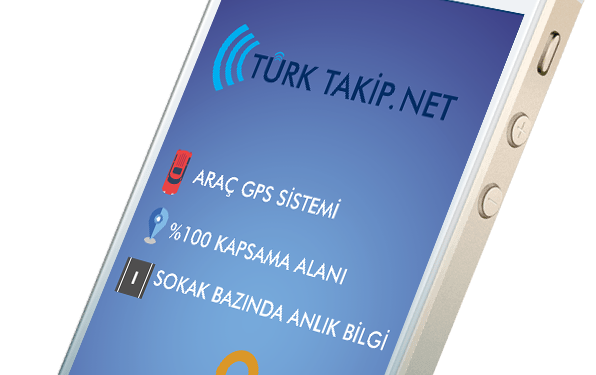 TÜRK TAKİP.NET
ARAÇ GPS SİSTEMİ
%100 KAPSAMA ALANI
SOKAK BAZINDA ANLIK BİLGİ